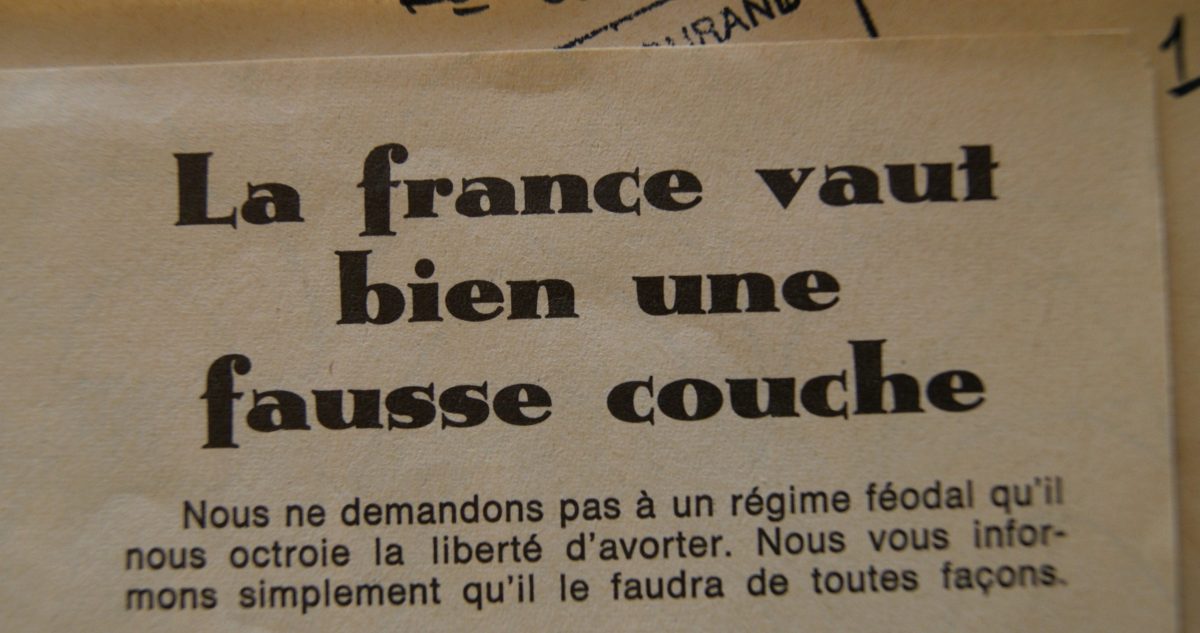 1
La france vaut
bien une
fausse couche
Nous ne demandons pas à un régime féodal qu'il
nous octroie la liberté d'avorter. Nous vous infor-
mons simplement qu'il le faudra de toutes façons.